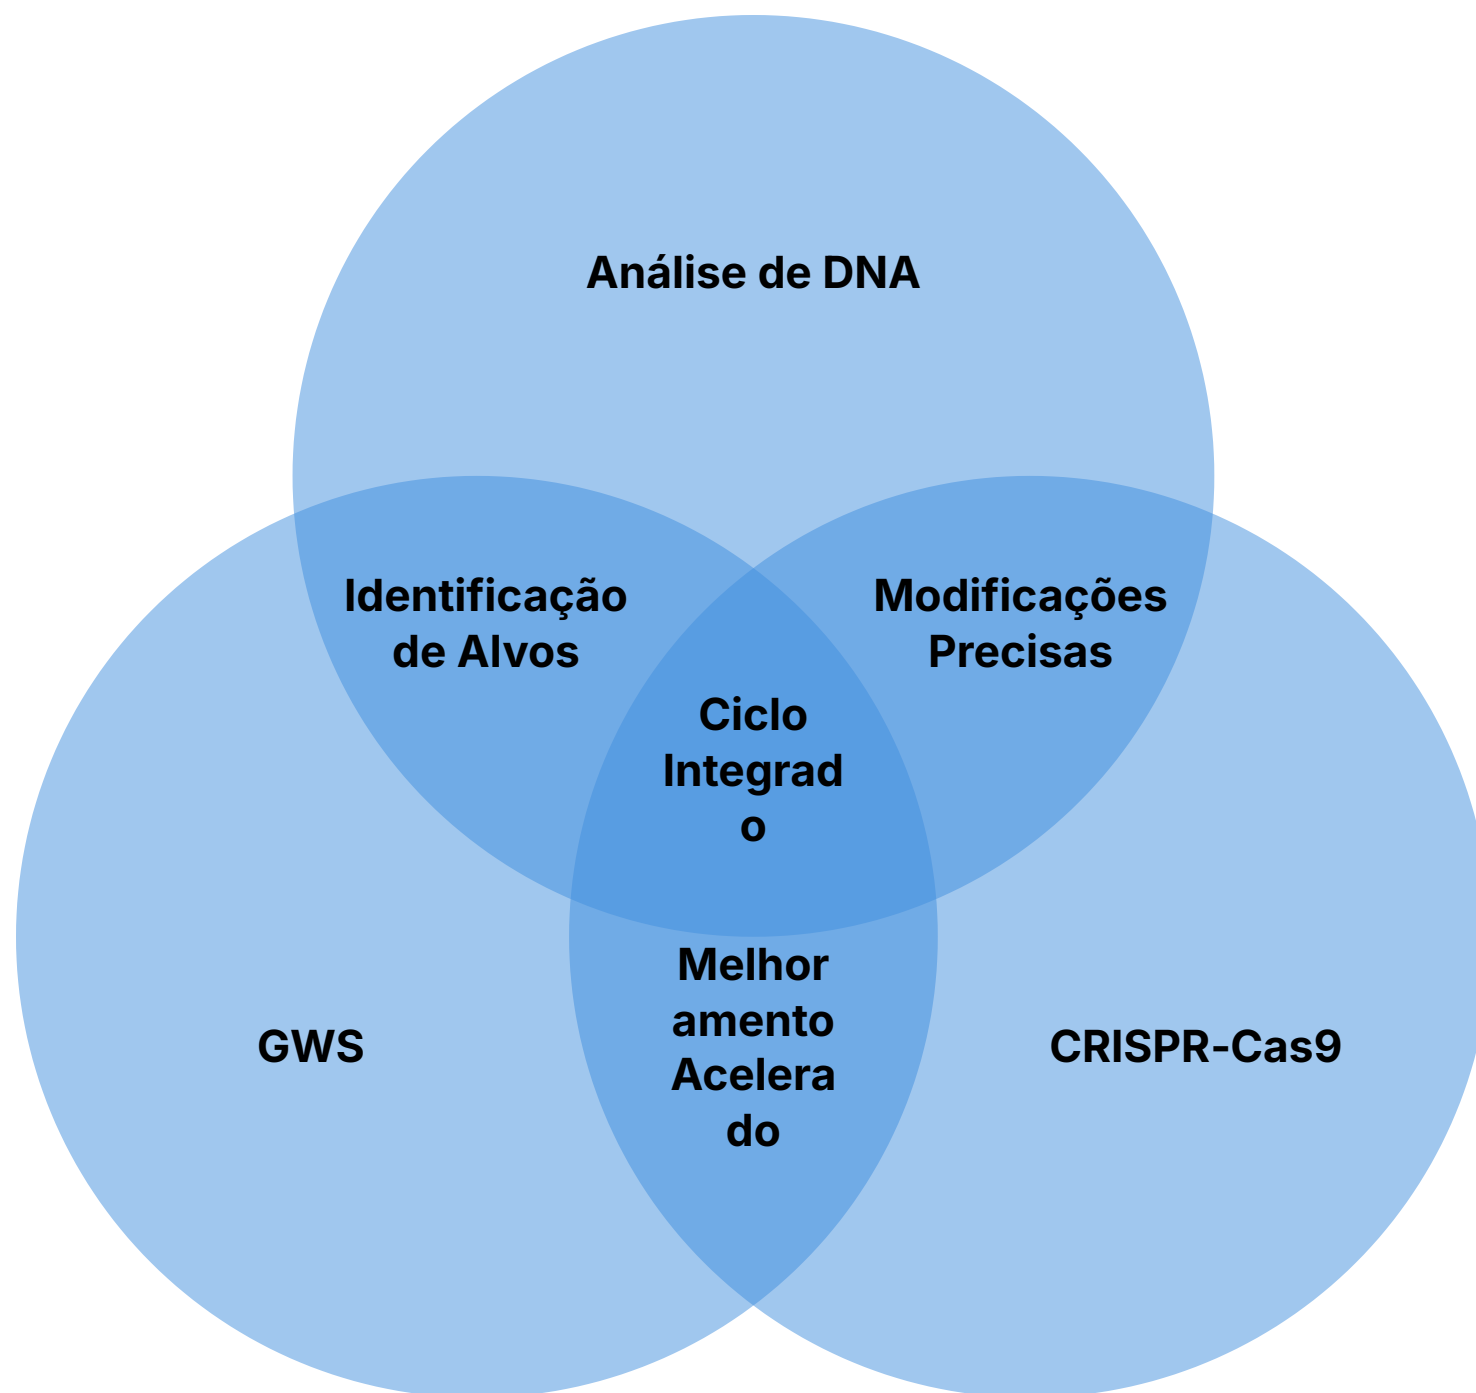 Análise de DNA
Identificação
de Alvos
Modificações
Precisas
Ciclo
Integrad
o
Melhor
amento
Acelera
do
GWS
CRISPR-Cas9